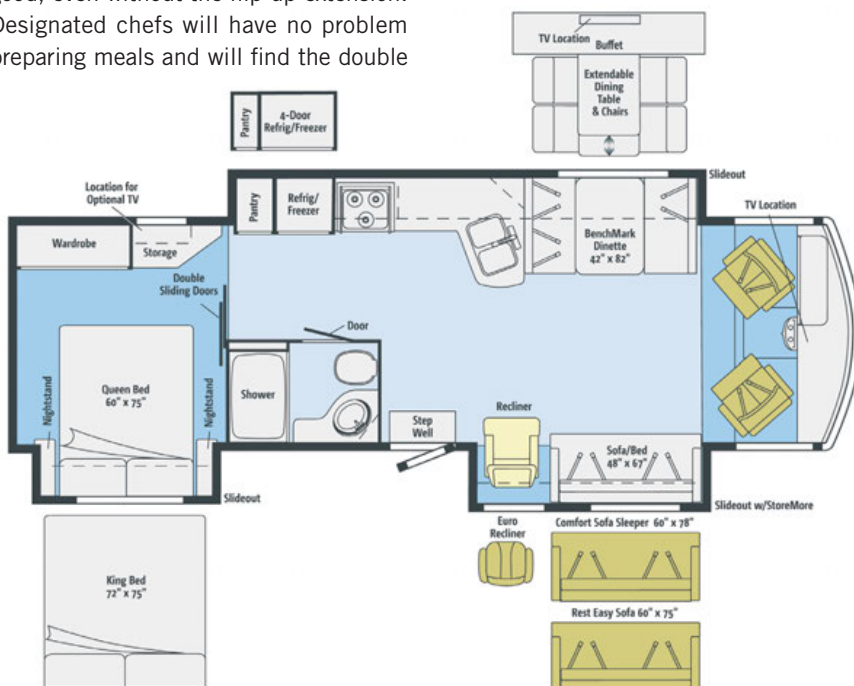 good, even without the flip-up extension.
Designated chefs will have no problem
preparing meals and will find the double
TV Location
Buffet
Extendable
Dining
Table
& Chairs
Pantry
4-Door
Refrig/Freezer
Slideout
Location for
Optional TV
TV Location
Pantry
Refrig/
Freezer
BenchMark
Dinette
42" x 82"
Wardrobe
Storage
Double
Sliding Doors
Door
Queen Bed
60" x 75"
Nightstand
Nightstand
Shower
Step
Well
Recliner
Sofa/Bed
48" x 67"
Slideout
Slideout w/StoreMore
Euro
Recliner
Comfort Sofa Sleeper 60" x 78"
King Bed
72" x 75"
Rest Easy Sofa 60" x 75"